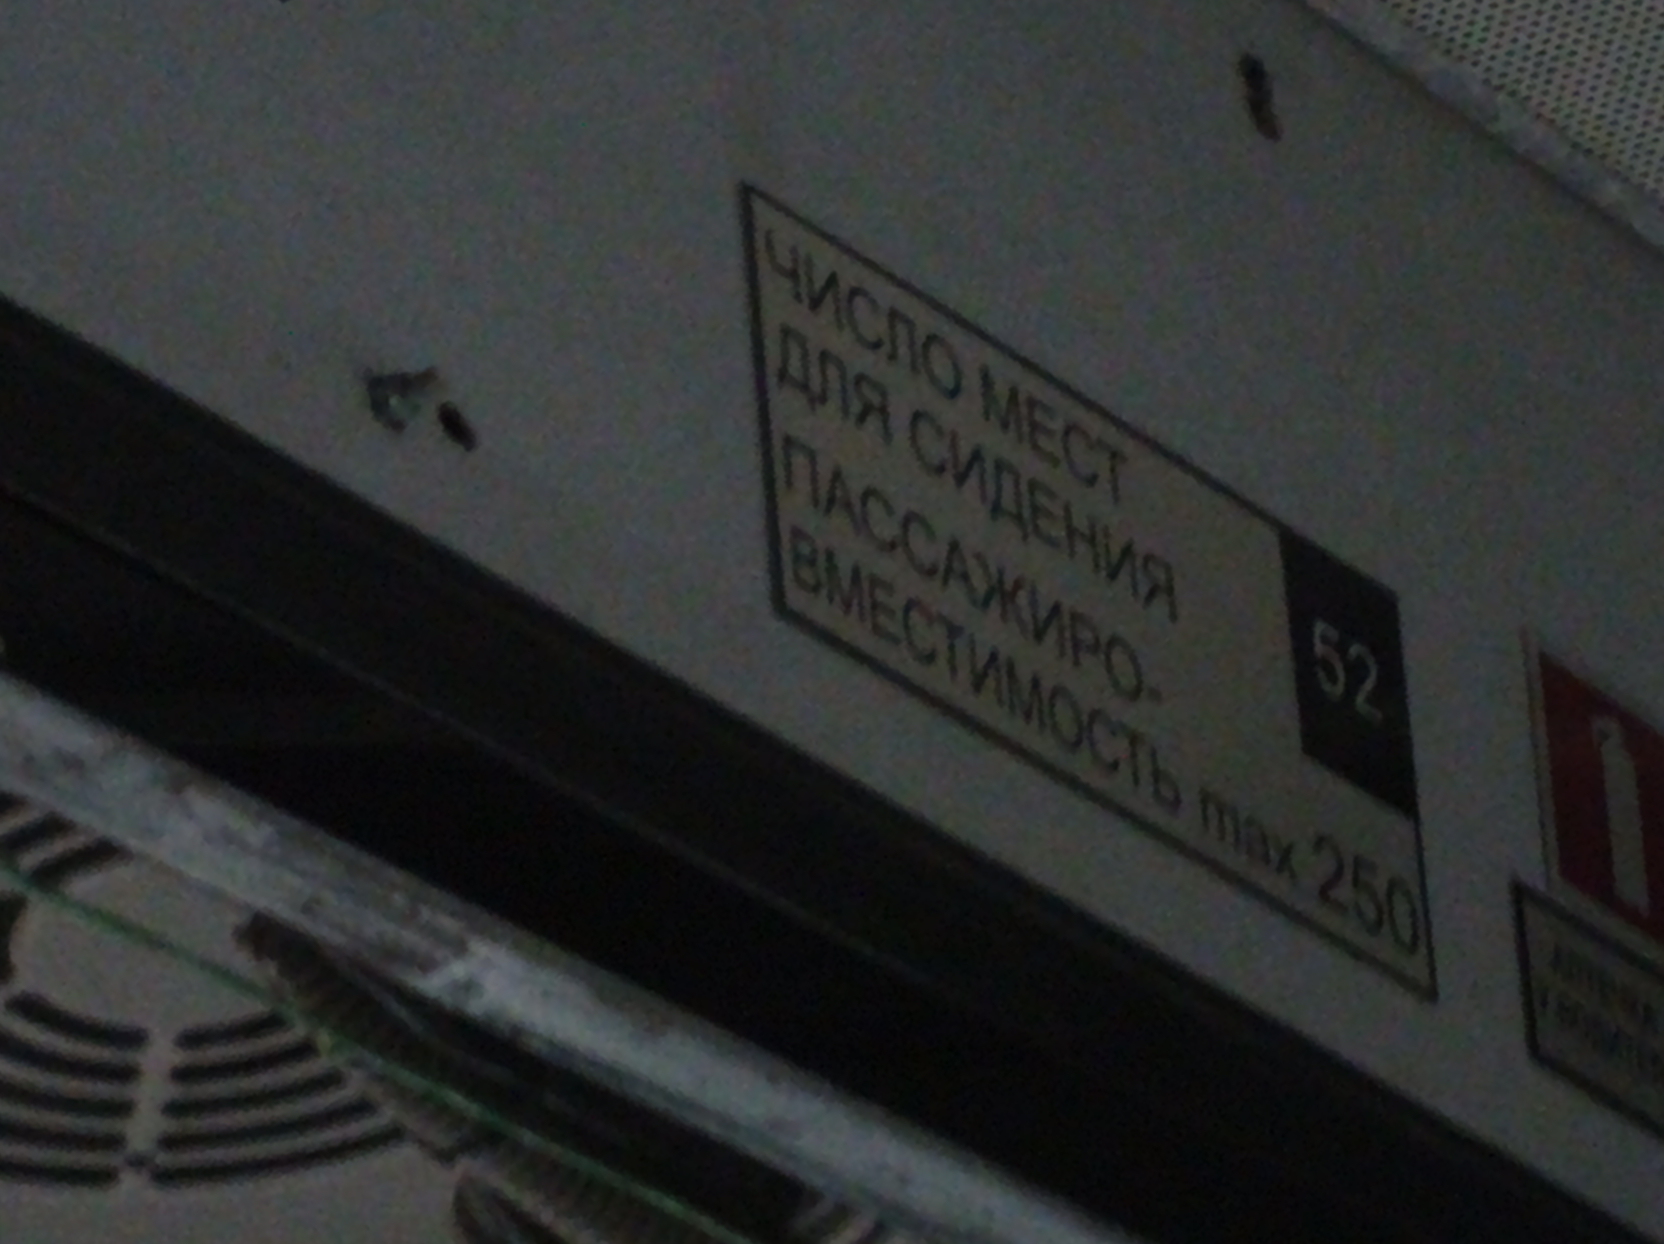 ЧИСЛО МЕСТ
ДЛЯ СИДЕНИЯ 52
ПАССАЖИРО-
ВМЕСТИМОСТЬ max 250